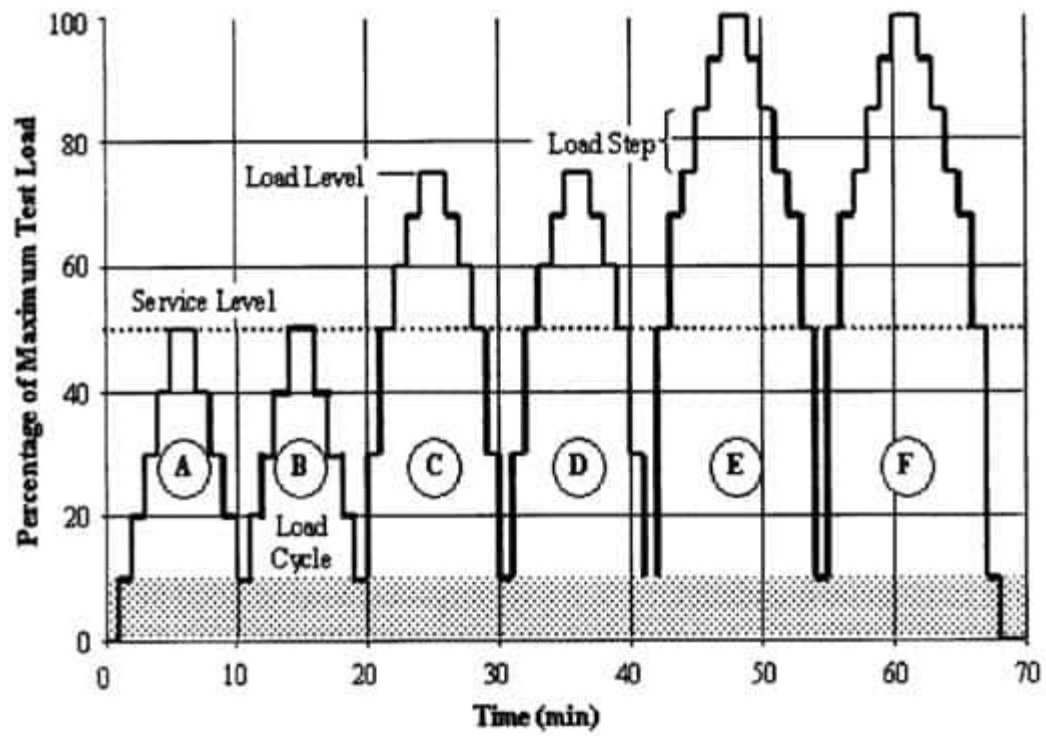 100
80
60
40
20
0
Percentage of Maximum Test Load
Load Step
Load Level
Service Level
A
B
C
D
E
F
Load
Cycle
0
10
20
30
40
50
60
70
Time (min)